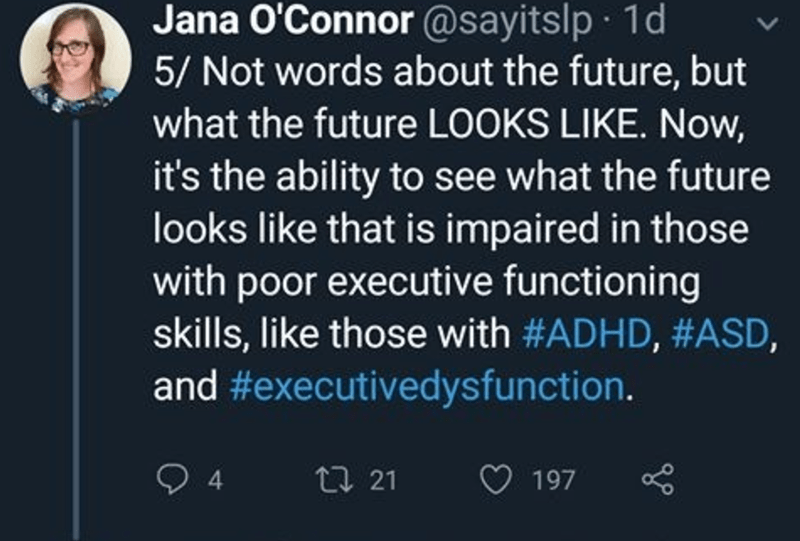 Jana O'Connor @sayitslp · 1d
5/ Not words about the future, but
what the future LOOKS LIKE. Now,
it's the ability to see what the future
looks like that is impaired in those
with poor executive functioning
skills, like those with #ADHD, #ASD,
and #executivedysfunction.
4 21 197